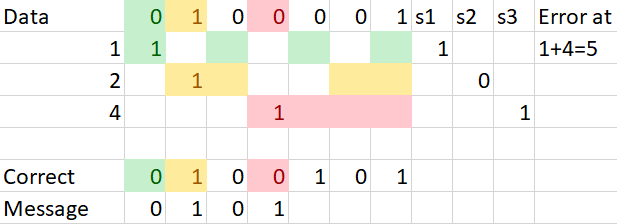 Data 0 1 0 0 0 0 1 s1 s2 s3 Error at
1 1 1 1+4=5
2 1 0
4 1 1
Correct 0 1 0 0 1 0 1
Message 0 1 0 1